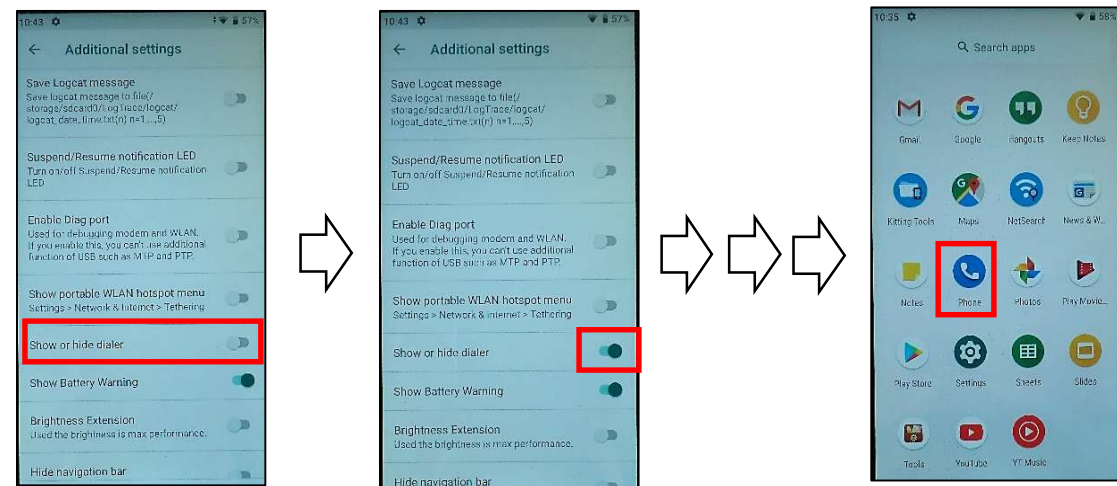 10:43
57%
Additional settings
Save Logcat message
Save logcat message to file(/
storage/sdcard0/LogTrace/logcat/
logcat_date_time.txt(n) n=1,...,5)
Suspend/Resume notification LED
Turn on/off Suspend/Resume notification
LED
Enable Diag port
Used for debugging modem and WLAN.
If you enable this, you can't use additional
function of USB such as MTP and PTP.
Show portable WLAN hotspot menu
Settings > Network & internet > Tethering
Show or hide dialer
Show Battery Warning
Brightness Extension
Used the brightness is max performance.
Hide navigation bar
10:43
57%
Additional settings
Save Logcat message
Save logcat message to file(/
storage/sdcard0/LogTrace/logcat/
logcat_date_time.txt(n) n=1,...,5)
Suspend/Resume notification LED
Turn on/off Suspend/Resume notification
LED
Enable Diag port
Used for debugging modem and WLAN.
If you enable this, you can't use additional
function of USB such as MTP and PTP.
Show portable WLAN hotspot menu
Settings > Network & internet > Tethering
Show or hide dialer
Show Battery Warning
Brightness Extension
Used the brightness is max performance.
Hide navigation bar
10:35
58%
Search apps
Gmail Google Hangouts Keep Notes
Kitting Tools Maps NetSearch News & W...
Notes Phone Photos Play Movie...
Play Store Settings Sheets Slides
Tools YouTube YT Music